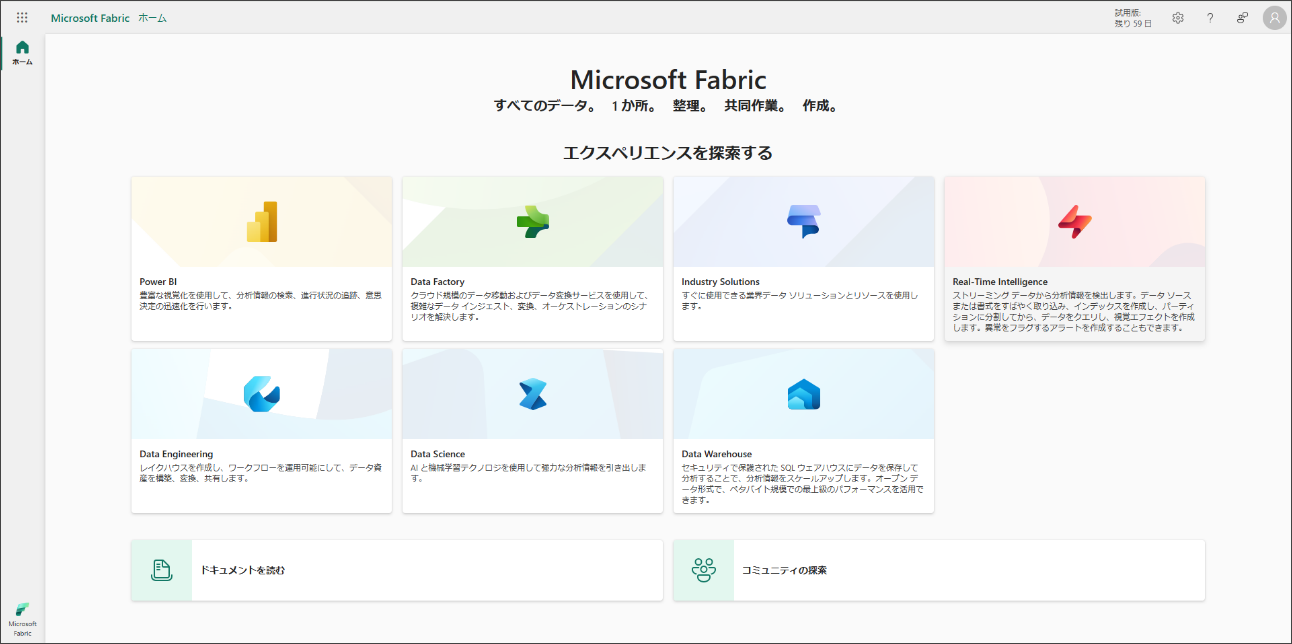 Microsoft Fabric ホーム
試用版:
残り 59 日
?
ホーム
Microsoft Fabric
すべてのデータ。 1 か所。 整理。 共同作業。 作成。
エクスペリエンスを探索する
Power BI
豊富な視覚化を使用して、分析情報の検索、進行状況の追跡、意思
決定の迅速化を行います。
Data Factory
クラウド規模のデータ移動およびデータ変換サービスを使用して、
複雑なデータ インジェスト、変換、オーケストレーションのシナ
リオを解決します。
Industry Solutions
すぐに使用できる業界データ ソリューションとリソースを使用し
ます。
Real-Time Intelligence
ストリーミング データから分析情報を検出します。データ ソース
または書式をすばやく取り込み、インデックスを作成し、パーティ
ションに分割してから、データをクエリし、視覚エフェクトを作成
します。異常をフラグするアラートを作成することもできます。
Data Engineering
レイクハウスを作成し、ワークフローを運用可能にして、データ資
産を構築、変換、共有します。
Data Science
AI と機械学習テクノロジを使用して強力な分析情報を引き出しま
す。
Data Warehouse
セキュリティで保護された SQL ウェアハウスにデータを保存して
分析することで、分析情報をスケールアップします。オープン デ
ータ形式で、ペタバイト規模での最上級のパフォーマンスを活用で
きます。
ドキュメントを読む
コミュニティの探索
Microsoft
Fabric